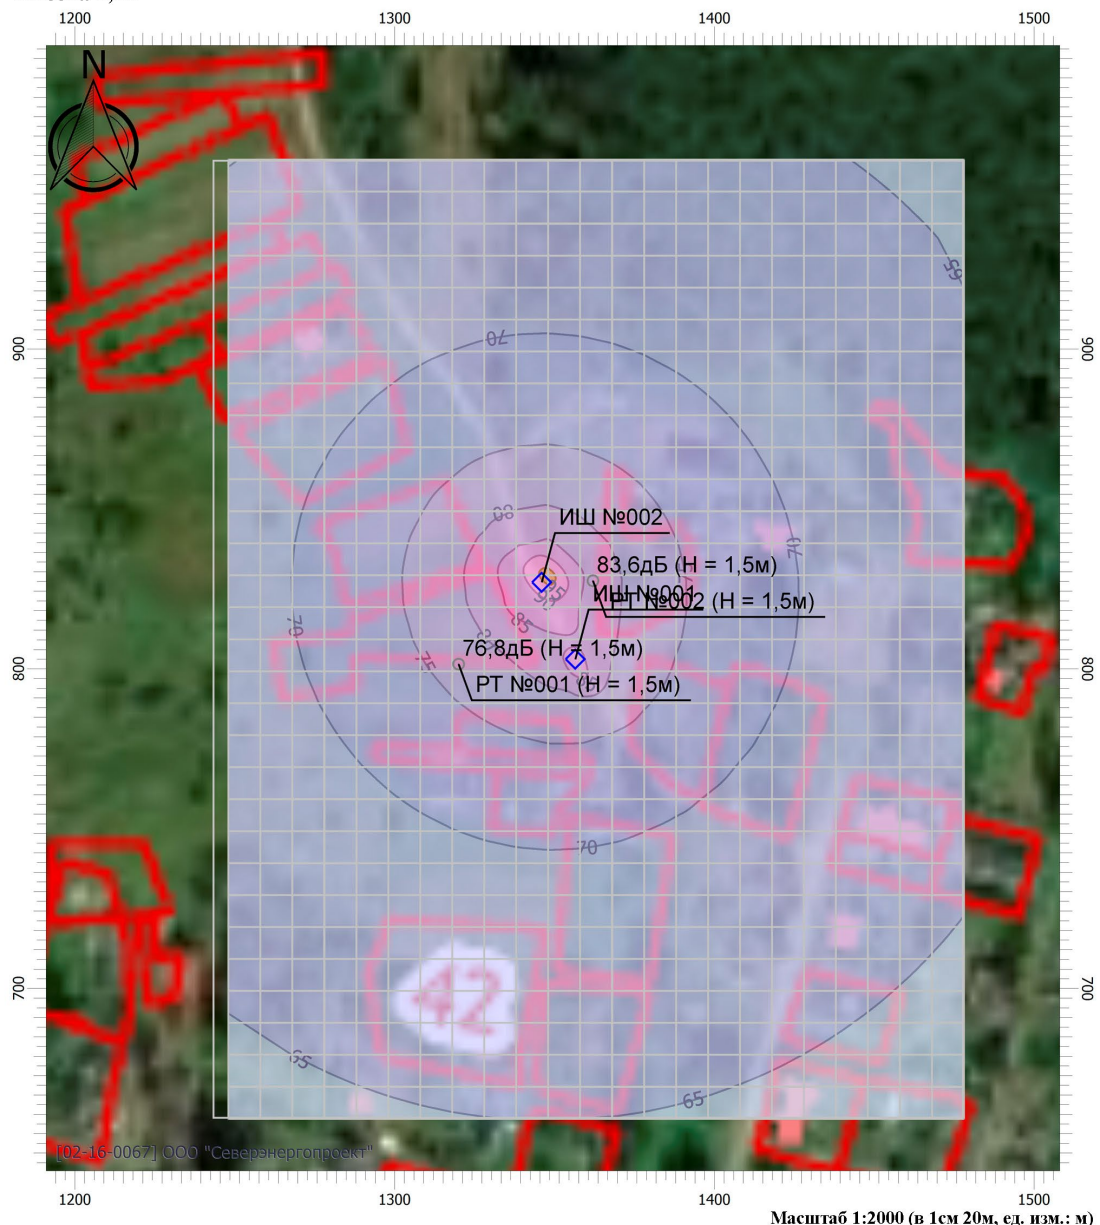 1200 1300 1400 1500
N
65
900 70 900
80
ИШ №002
70
83,6дБ (H = 1,5м)
95
ИШ №001
РТ №002 (H = 1,5м)
85
70
76,8дБ (H = 1,5м)
75
800 800
РТ №001 (H = 1,5м)
70
700 42 700
65
65
[02-16-0067] ООО "Северэнергопроект"
1200 1300 1400 1500
Масштаб 1:2000 (в 1см 20м, ед. изм.: м)